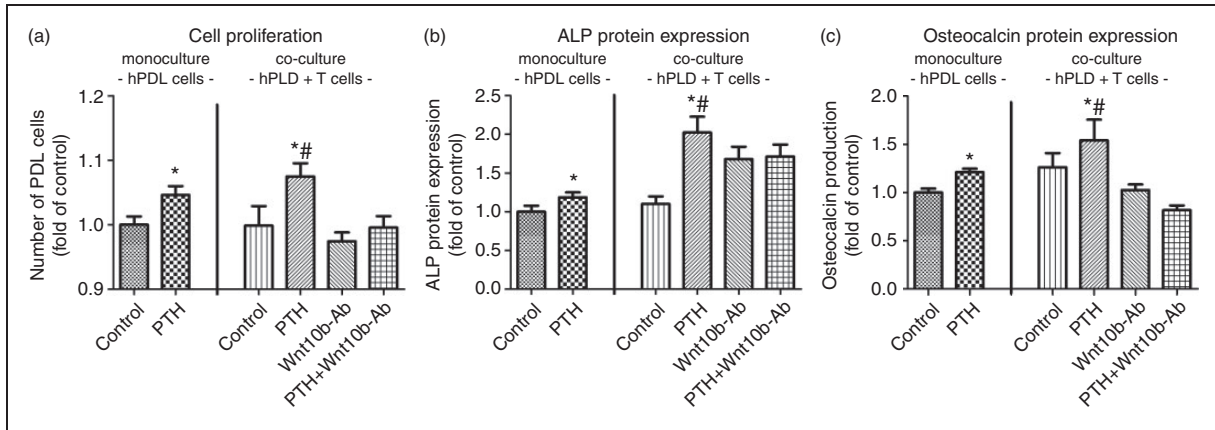 (a) Cell proliferation
monoculture
- hPDL cells -
co-culture
- hPLD + T cells -
Number of PDL cells
(fold of control)
1.2
1.1
1.0
0.9
*
*#
Control
PTH
Control
PTH
Wnt10b-Ab
PTH+Wnt10b-Ab
(b) ALP protein expression
monoculture
- hPDL cells -
co-culture
- hPLD + T cells -
ALP protein expression
(fold of control)
2.5
2.0
1.5
1.0
0.5
0.0
*
*#
Control
PTH
Control
PTH
Wnt10b-Ab
PTH+Wnt10b-Ab
(c) Osteocalcin protein expression
monoculture
- hPDL cells -
co-culture
- hPLD + T cells -
Osteocalcin production
(fold of control)
2.0
1.5
1.0
0.5
0.0
*
*#
Control
PTH
Control
PTH
Wnt10b-Ab
PTH+Wnt10b-Ab